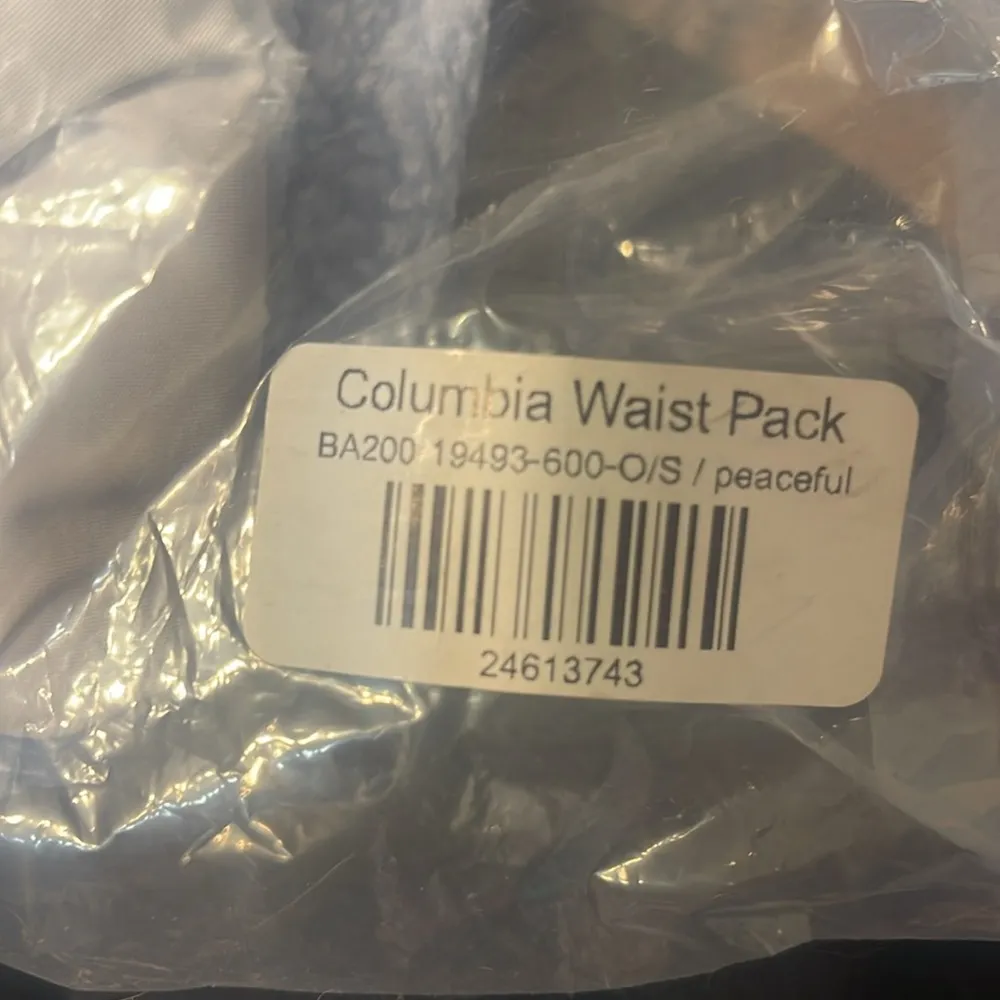 Columbia Waist Pack
BA200 19493-600-O/S / peaceful
24613743